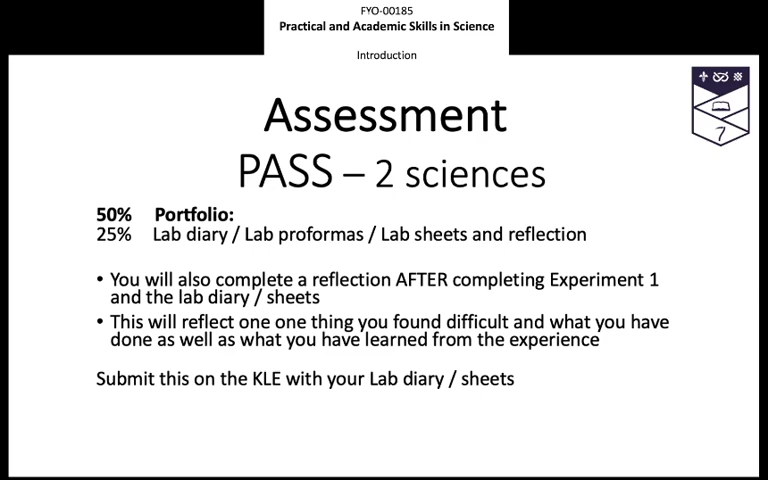 FYO-00185
Practical and Academic Skills in Science
Introduction
Assessment
PASS – 2 sciences
50% Portfolio:
25% Lab diary / Lab proformas / Lab sheets and reflection
• You will also complete a reflection AFTER completing Experiment 1
and the lab diary / sheets
• This will reflect one one thing you found difficult and what you have
done as well as what you have learned from the experience
Submit this on the KLE with your Lab diary / sheets